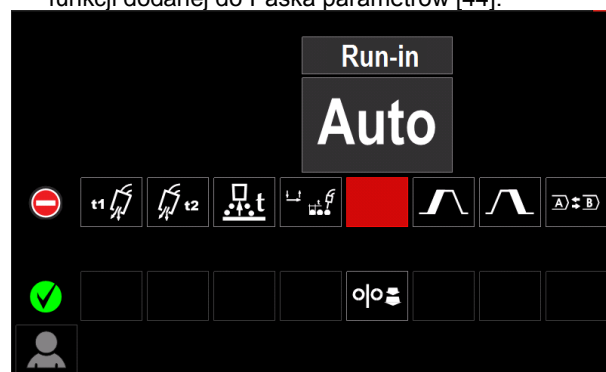 funkcji dodanej do Paska parametrów [44].
Run-in
Auto
t1 t2 t A B